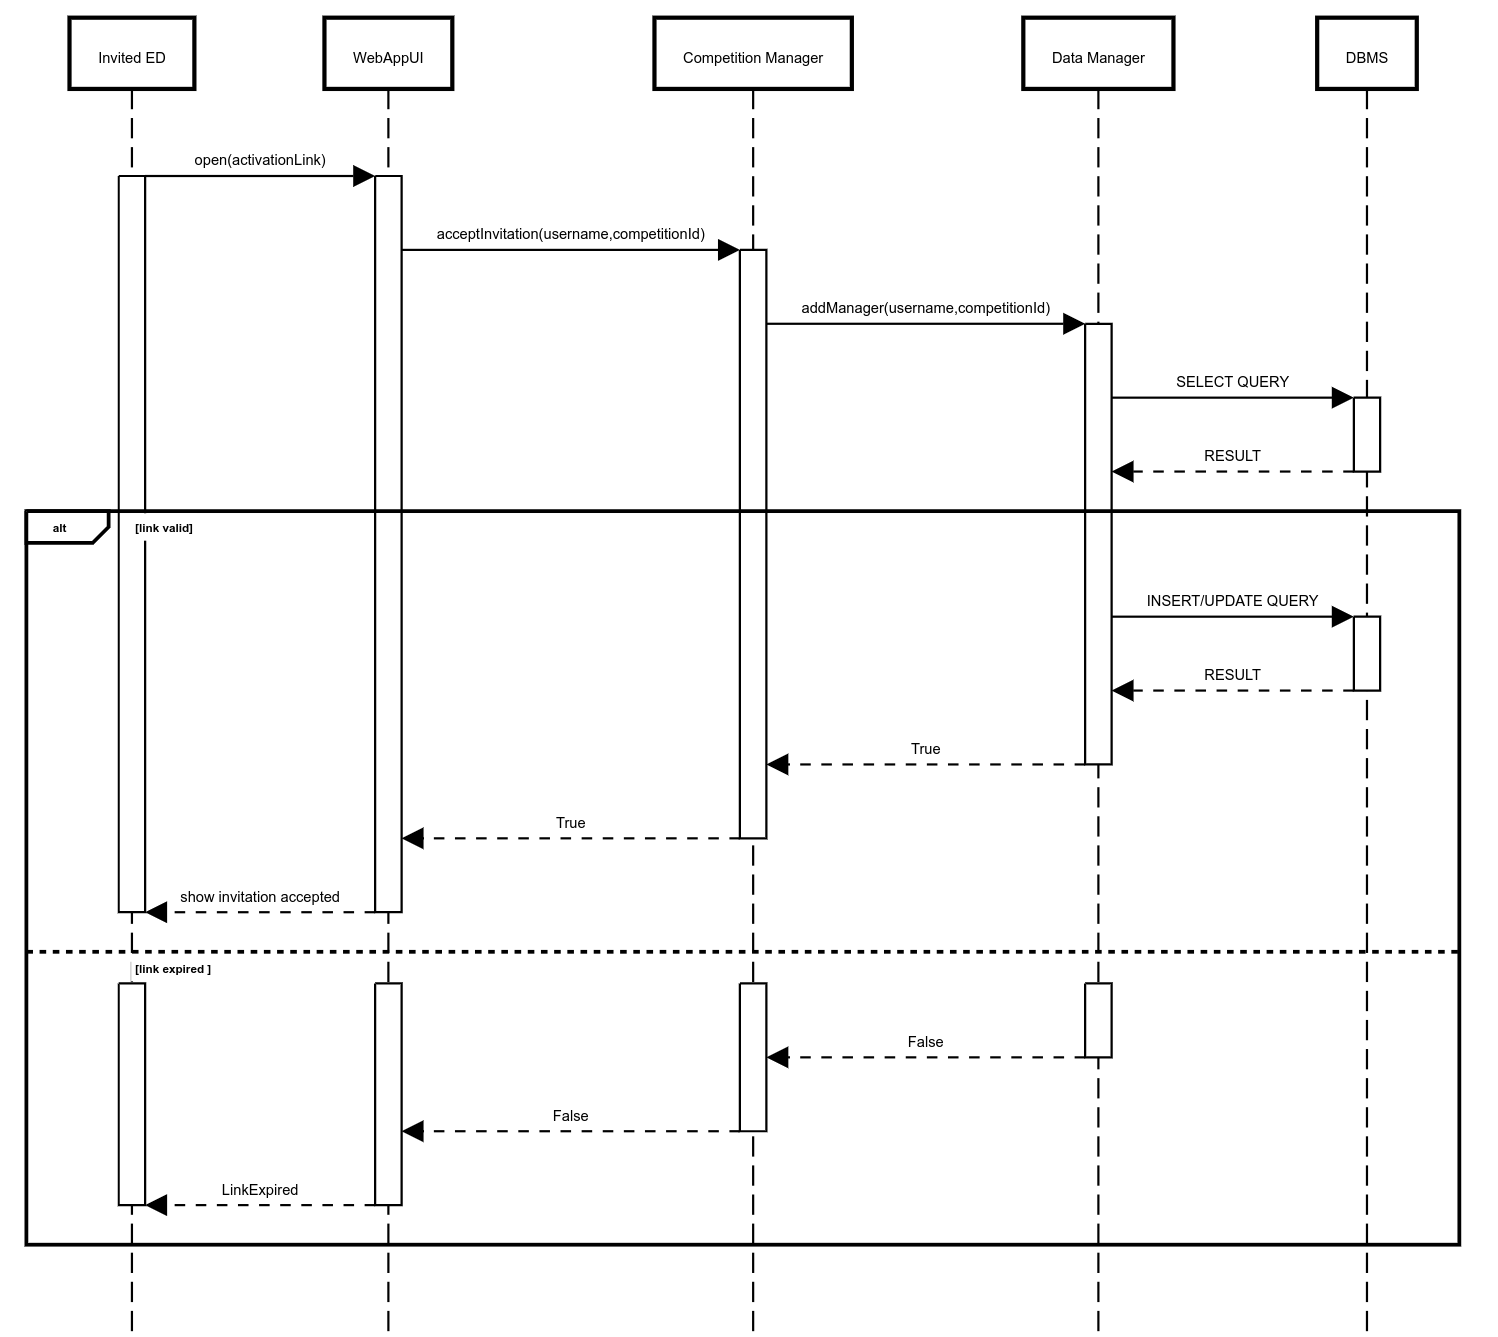 Invited ED
WebAppUI
Competition Manager
Data Manager
DBMS
open(activationLink)
acceptInvitation(username,competitionId)
addManager(username,competitionId)
SELECT QUERY
RESULT
alt
[link valid]
INSERT/UPDATE QUERY
RESULT
True
True
show invitation accepted
[link expired ]
False
False
LinkExpired